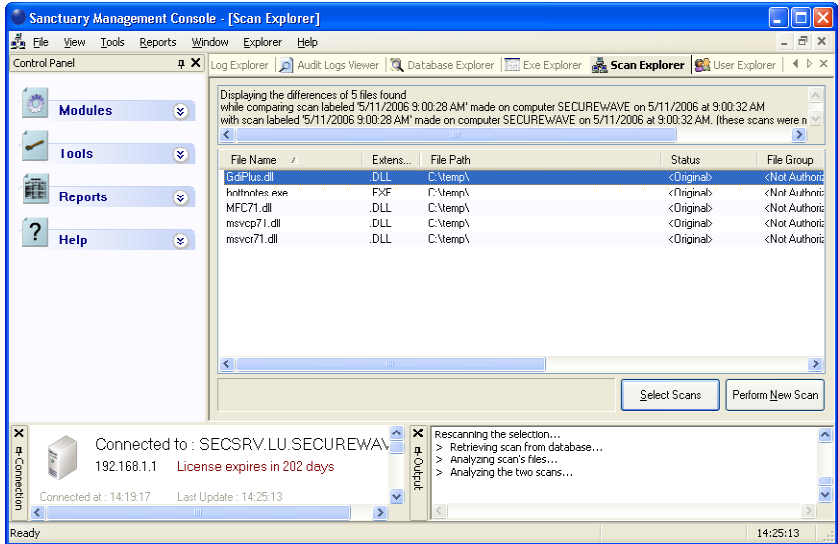 Sanctuary Management Console - [Scan Explorer]
File View Tools Reports Window Explorer Help
Control Panel
Log Explorer Audit Logs Viewer Database Explorer Exe Explorer Scan Explorer User Explorer
Modules
Tools
Reports
Help
Displaying the differences of 5 files found
while comparing scan labeled '5/11/2006 9:00:28 AM' made on computer SECUREWAVE on 5/11/2006 at 9:00:32 AM
with scan labeled '5/11/2006 9:00:28 AM' made on computer SECUREWAVE on 5/11/2006 at 9:00:32 AM. (these scans were n
File Name Extens... File Path Status File Group
GdiPlus.dll .DLL C:\temp\ <Original> <Not Authoriz
hottnotes.exe .EXE C:\temp\ <Original> <Not Authoriz
MFC71.dll .DLL C:\temp\ <Original> <Not Authoriz
msvcp71.dll .DLL C:\temp\ <Original> <Not Authoriz
msvcr71.dll .DLL C:\temp\ <Original> <Not Authoriz
Select Scans Perform New Scan
Connection
Connected to : SECSRV.LU.SECUREWAV
192.168.1.1 License expires in 202 days
Connected at : 14:19:17 Last Update : 14:25:13
Output
Rescanning the selection...
> Retrieving scan from database...
> Analyzing scan's files...
> Analyzing the two scans...
Ready 14:25:13